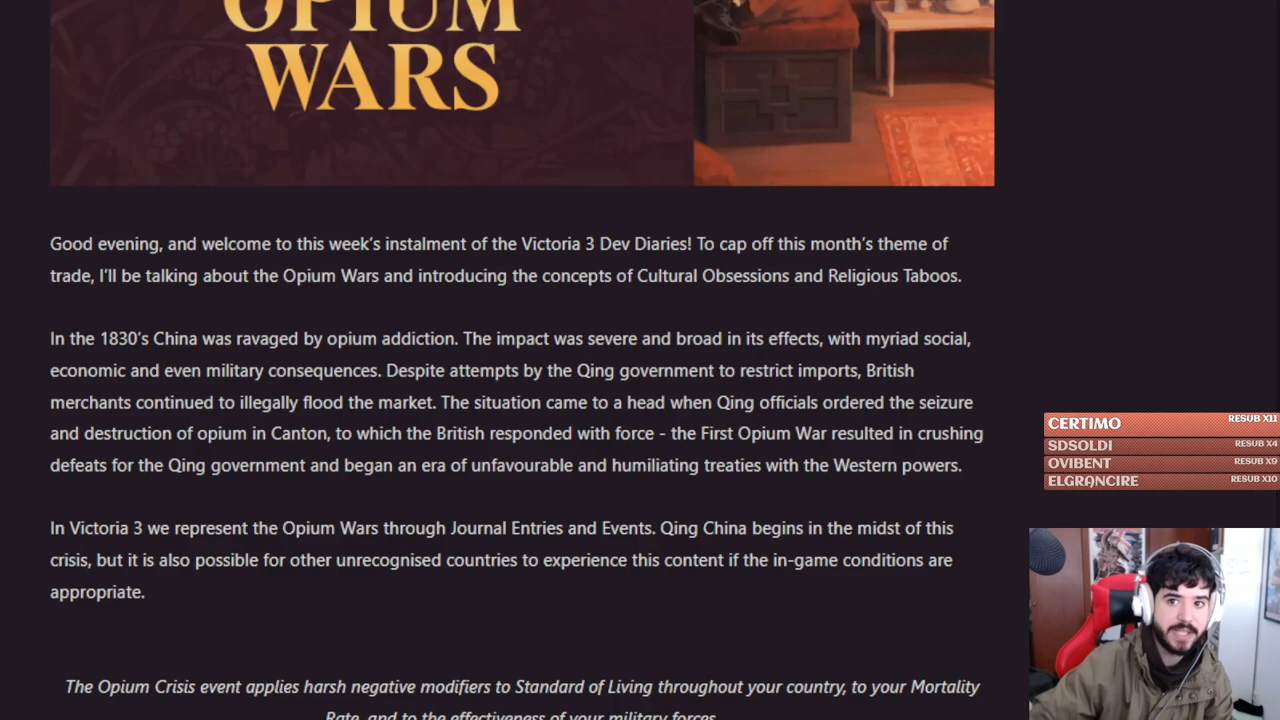 OPIUM
WARS
Good evening, and welcome to this week's instalment of the Victoria 3 Dev Diaries! To cap off this month's theme of
trade, I'll be talking about the Opium Wars and introducing the concepts of Cultural Obsessions and Religious Taboos.
In the 1830's China was ravaged by opium addiction. The impact was severe and broad in its effects, with myriad social,
economic and even military consequences. Despite attempts by the Qing government to restrict imports, British
merchants continued to illegally flood the market. The situation came to a head when Qing officials ordered the seizure
and destruction of opium in Canton, to which the British responded with force - the First Opium War resulted in crushing
defeats for the Qing government and began an era of unfavourable and humiliating treaties with the Western powers.
In Victoria 3 we represent the Opium Wars through Journal Entries and Events. Qing China begins in the midst of this
crisis, but it is also possible for other unrecognised countries to experience this content if the in-game conditions are
appropriate.
The Opium Crisis event applies harsh negative modifiers to Standard of Living throughout your country, to your Mortality
Rate, and to the effectiveness of your military forces.
CERTIMO RESUB X11
SDSOLDI RESUB X4
OVIBENT RESUB X9
ELGRANCIRE RESUB X10